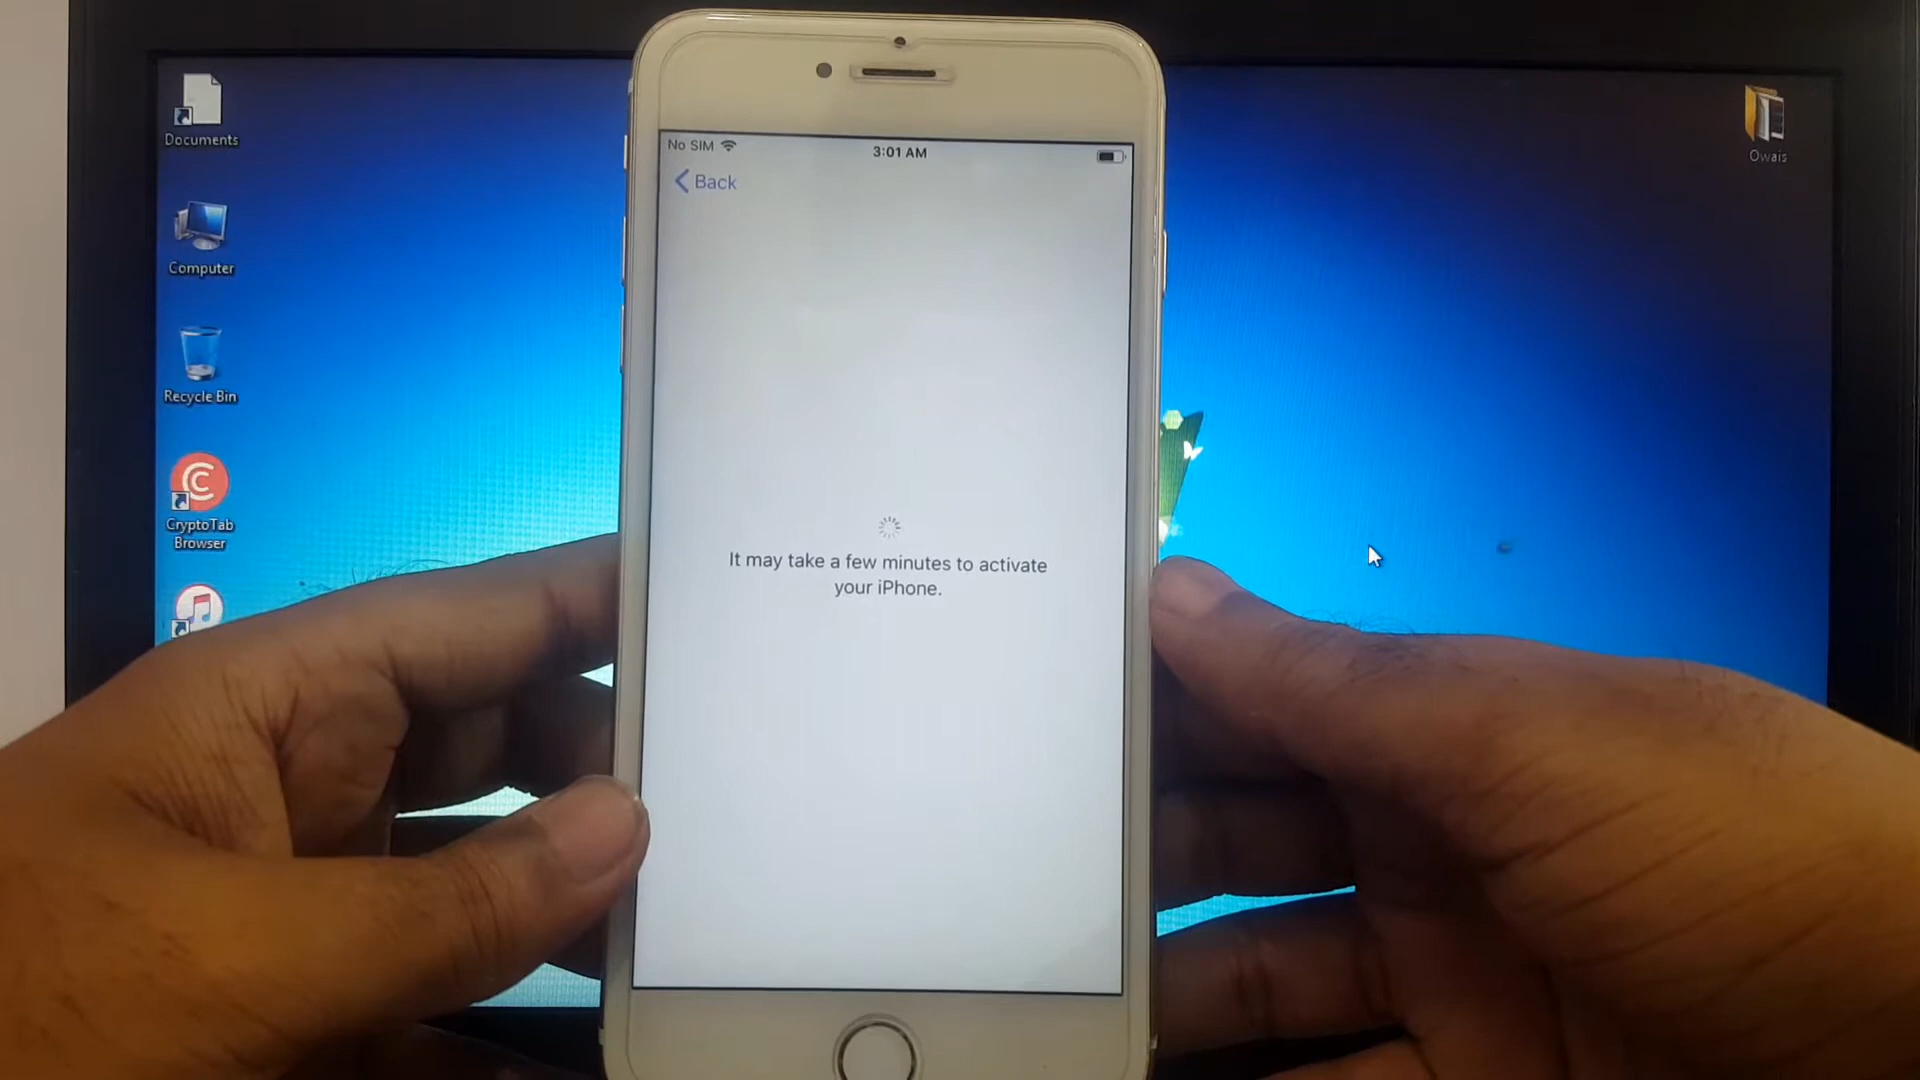 Documents
Computer
Recycle Bin
CryptoTab
Browser
Owais
No SIM
3:01 AM
Back
It may take a few minutes to activate
your iPhone.